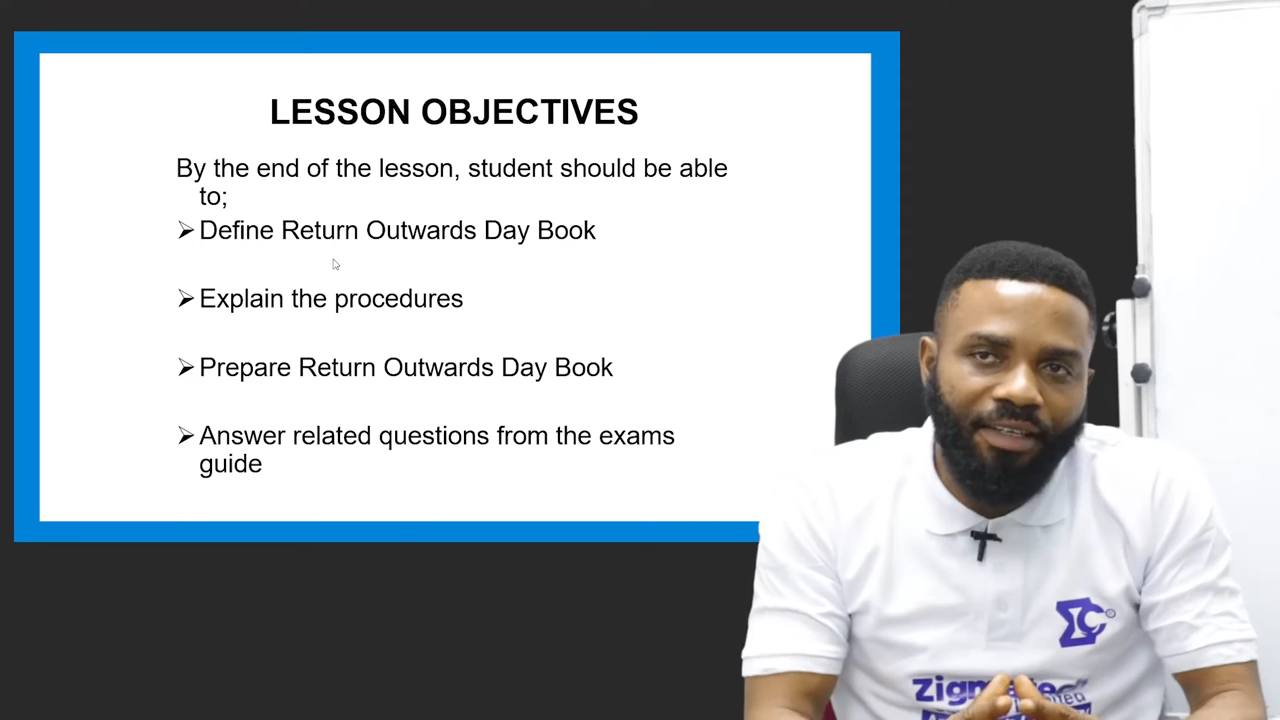 LESSON OBJECTIVES
By the end of the lesson, student should be able
to;
Define Return Outwards Day Book
Explain the procedures
Prepare Return Outwards Day Book
Answer related questions from the exams
guide